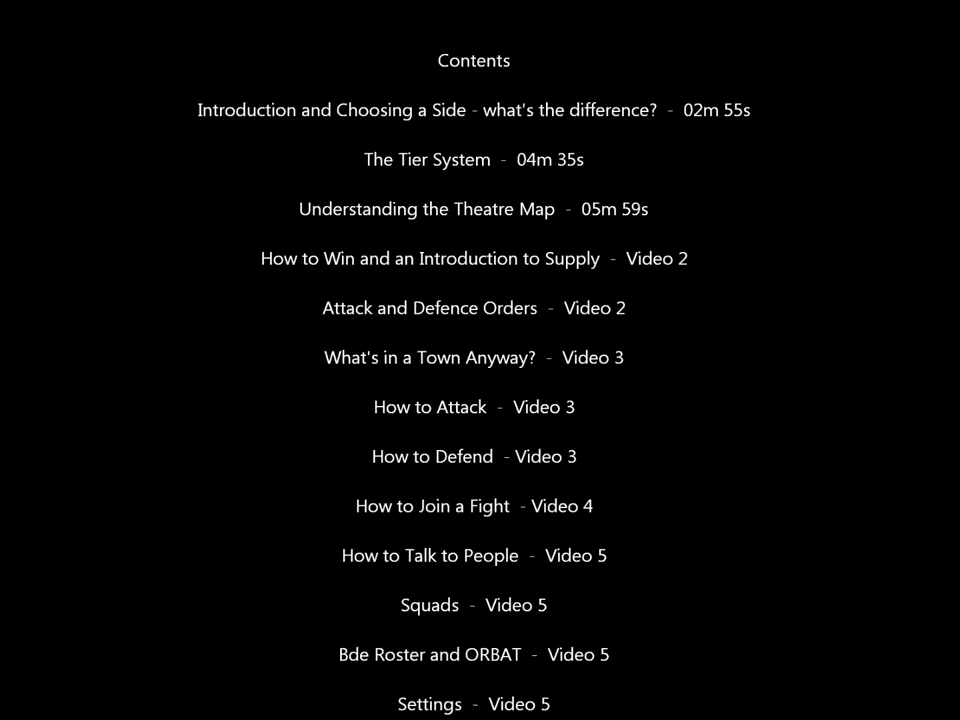 Contents
Introduction and Choosing a Side - what's the difference? - 02m 55s
The Tier System - 04m 35s
Understanding the Theatre Map - 05m 59s
How to Win and an Introduction to Supply - Video 2
Attack and Defence Orders - Video 2
What's in a Town Anyway? - Video 3
How to Attack - Video 3
How to Defend - Video 3
How to Join a Fight - Video 4
How to Talk to People - Video 5
Squads - Video 5
Bde Roster and ORBAT - Video 5
Settings - Video 5